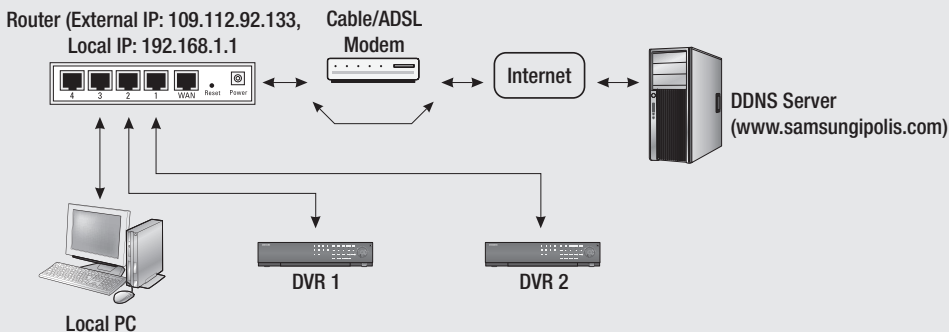 Router (External IP: 109.112.92.133,
Local IP: 192.168.1.1
Cable/ADSL
Modem
4 3 2 1 WAN Reset Power
Internet
DDNS Server
(www.samsungipolis.com)
DVR 1
DVR 2
Local PC